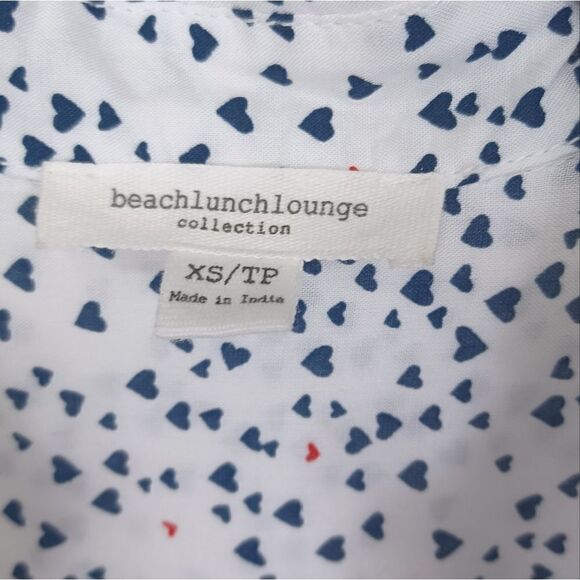 beachlunchlounge
collection
XS/TP
Made in India